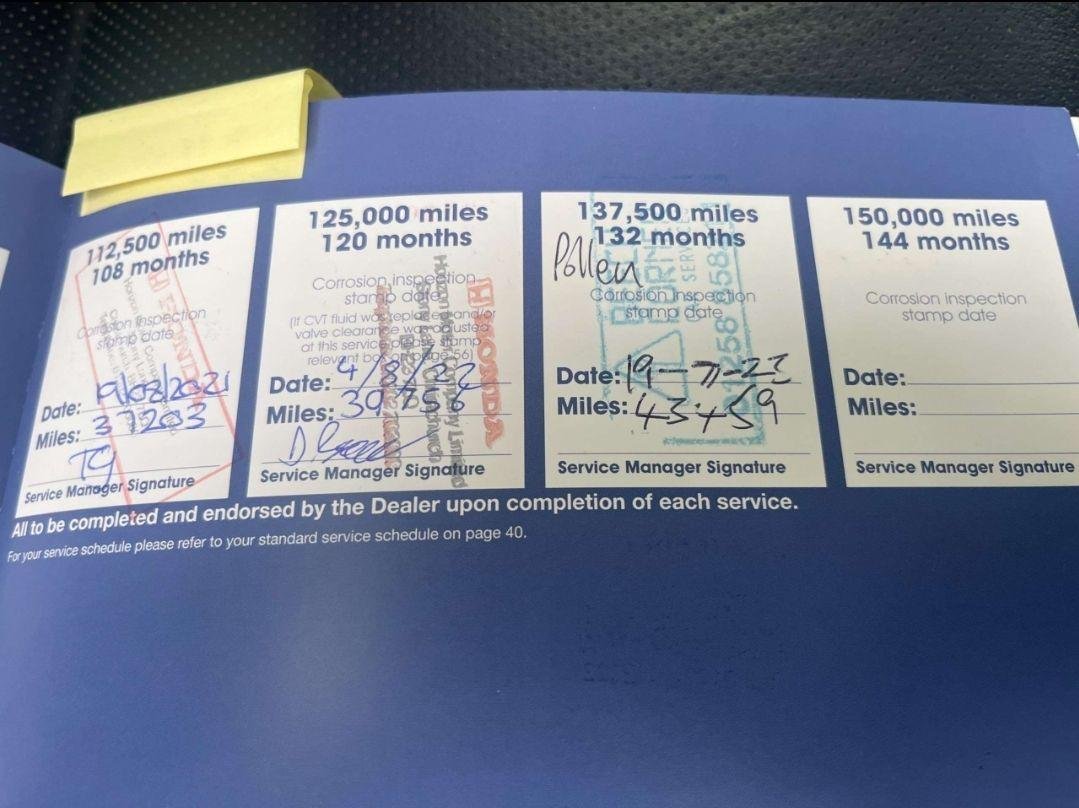 112,500 miles
108 months
HONDA
Corrosion inspection
stamp date
Date: 19/08/2021
Miles: 37203
TG
Service Manager Signature
125,000 miles
120 months
HONDA
Corrosion inspection
stamp date
(If CVT fluid was replaced and/or
valve clearance was adjusted
at this service please stamp
relevent box on page 56)
Date: 4/8/22
Miles:
Service Manager Signature
137,500 miles
132 months
Pollen
SERVICE
Corrosion inspection
stamp date
Date: 19-7-23
Miles:
Service Manager Signature
150,000 miles
144 months
Corrosion inspection
stamp date
Date:
Miles:
Service Manager Signature
All to be completed and endorsed by the Dealer upon completion of each service.
For your service schedule please refer to your standard service schedule on page 40.